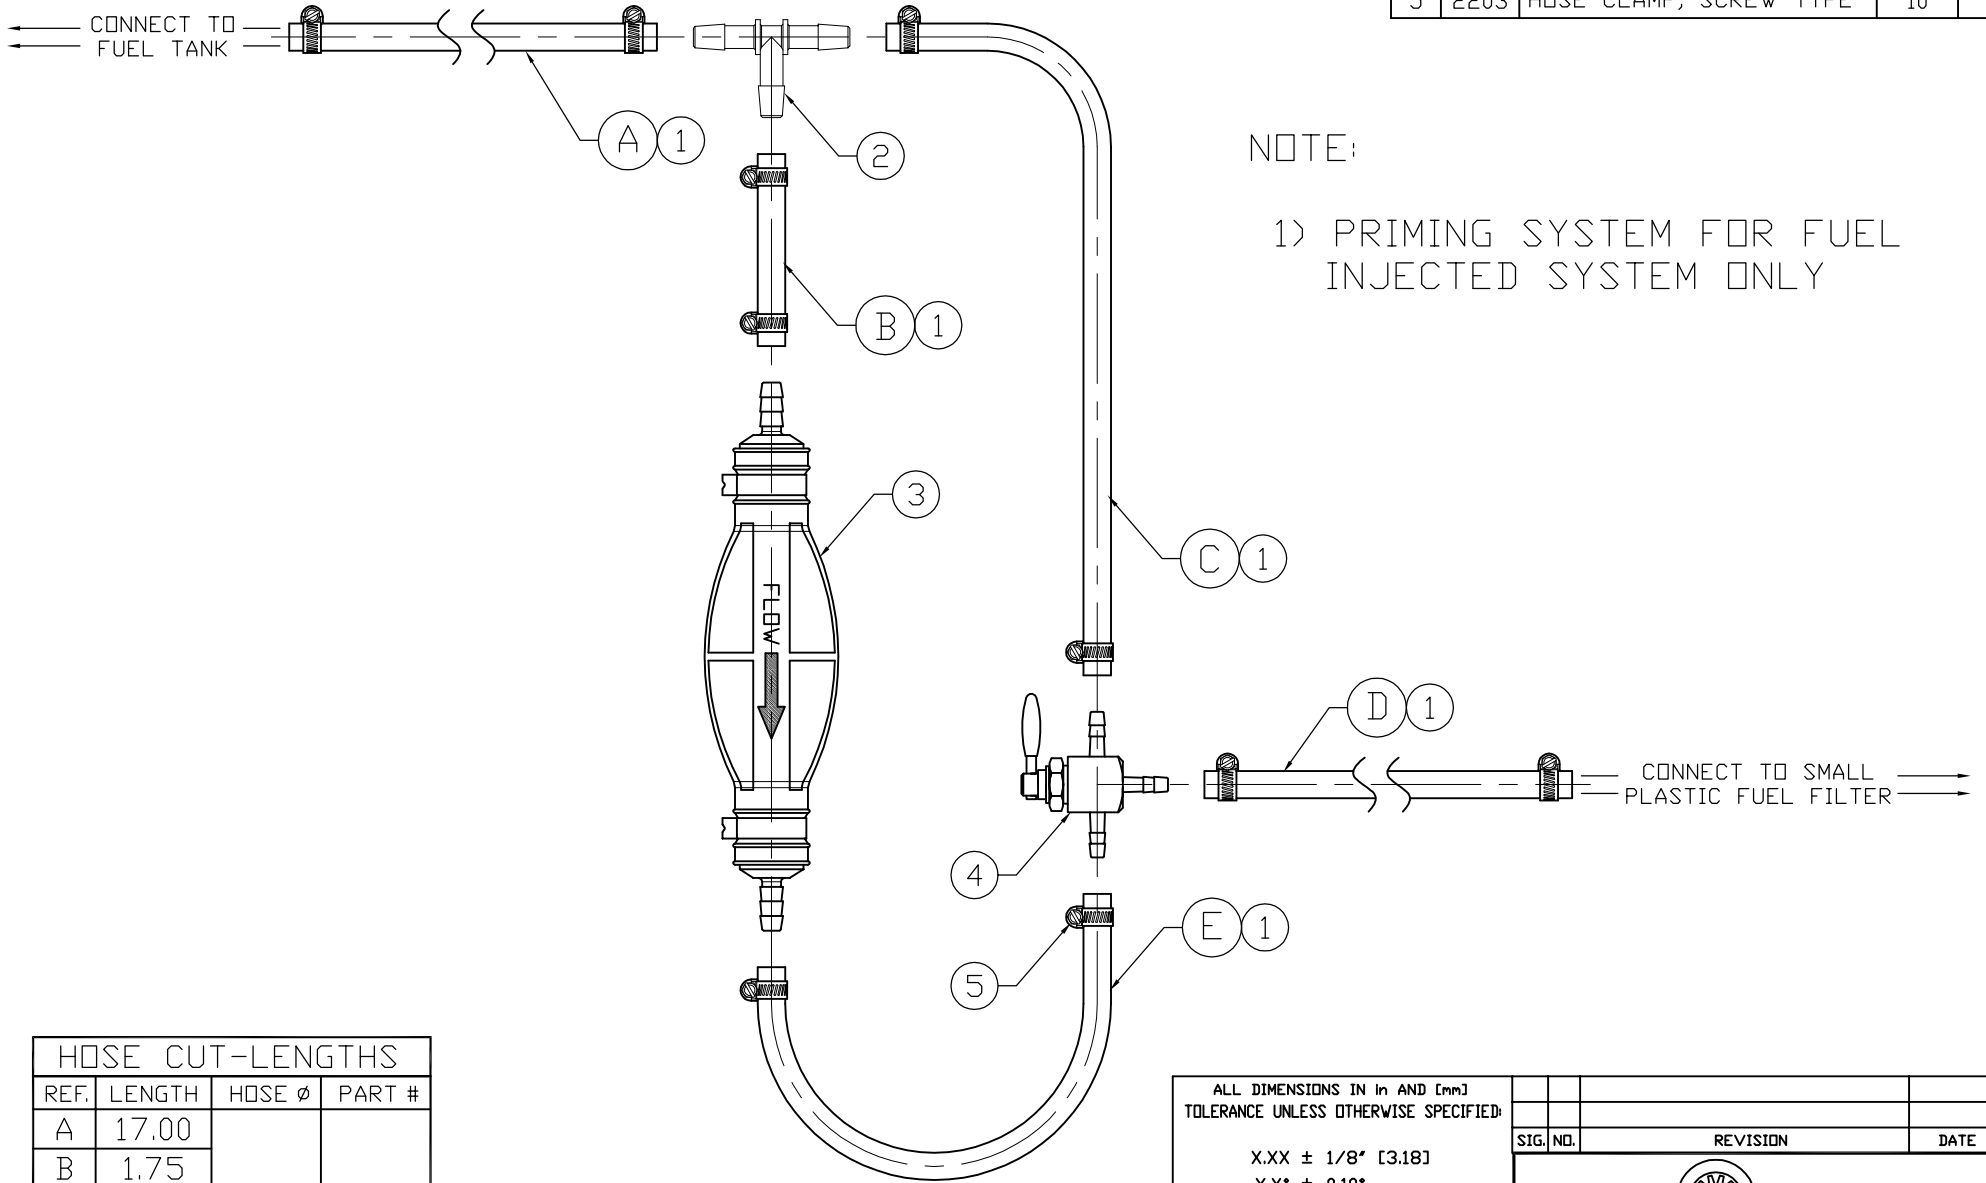 5 2203 HOSE CLAMP, SCREW TYPE 10
CONNECT TO
FUEL TANK
A 1
2
NOTE:
1) PRIMING SYSTEM FOR FUEL
INJECTED SYSTEM ONLY
B 1
3
C 1
FLOW
D 1
CONNECT TO SMALL
PLASTIC FUEL FILTER
4
E 1
5
HOSE CUT-LENGTHS
REF. LENGTH HOSE Ø PART #
A 17.00
B 1.75
ALL DIMENSIONS IN in AND [mm]
TOLERANCE UNLESS OTHERWISE SPECIFIED:
X.XX ± 1/8" [3.18]
SIG. NO. REVISION DATE